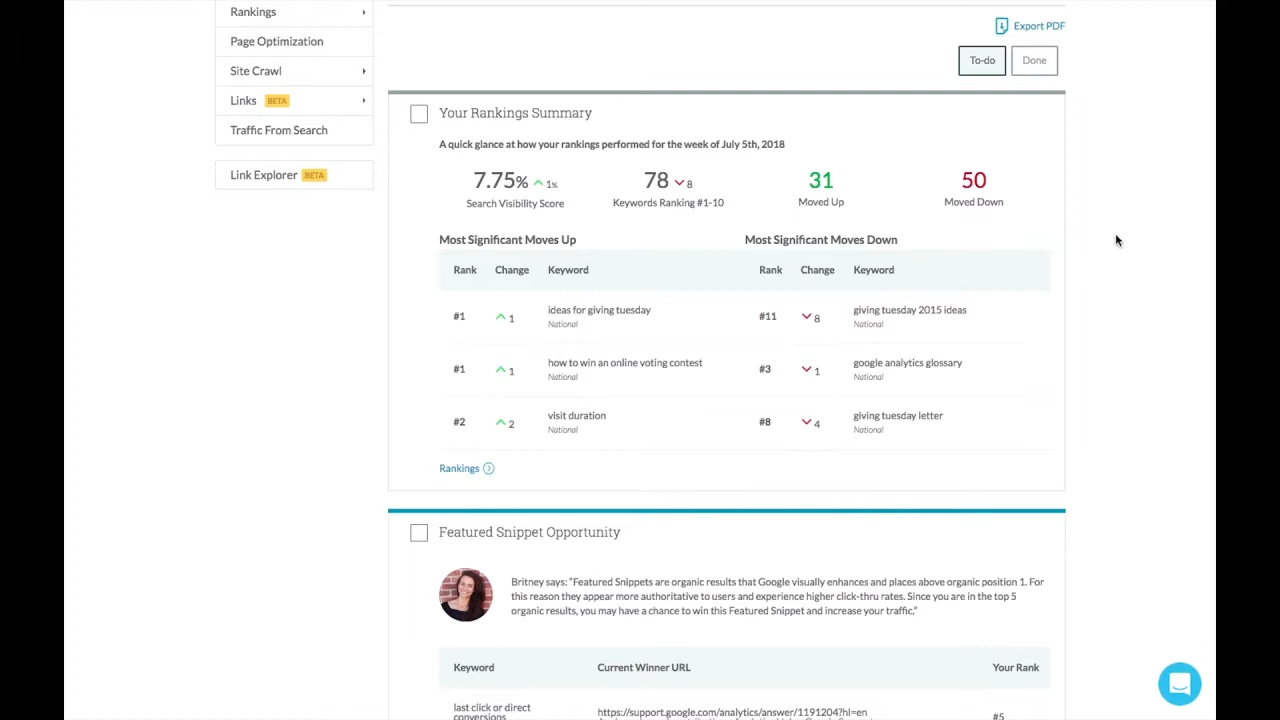 Rankings
Page Optimization
Site Crawl
Links BETA
Traffic From Search
Link Explorer BETA
Export PDF
To-do Done
Your Rankings Summary
A quick glance at how your rankings performed for the week of July 5th, 2018
7.75% 1% 78 8 31 50
Search Visibility Score Keywords Ranking #1-10 Moved Up Moved Down
Most Significant Moves Up Most Significant Moves Down
Rank Change Keyword Rank Change Keyword
#1 1 ideas for giving tuesday #11 8 giving tuesday 2015 ideas
National National
#1 1 how to win an online voting contest #3 1 google analytics glossary
National National
#2 2 visit duration #8 4 giving tuesday letter
National National
Rankings
Featured Snippet Opportunity
Britney says: "Featured Snippets are organic results that Google visually enhances and places above organic position 1. For
this reason they appear more authoritative to users and experience higher click-thru rates. Since you are in the top 5
organic results, you may have a chance to win this Featured Snippet and increase your traffic."
Keyword Current Winner URL Your Rank
last click or direct https://support.google.com/analytics/answer/1191204?hl=en
conversions #5